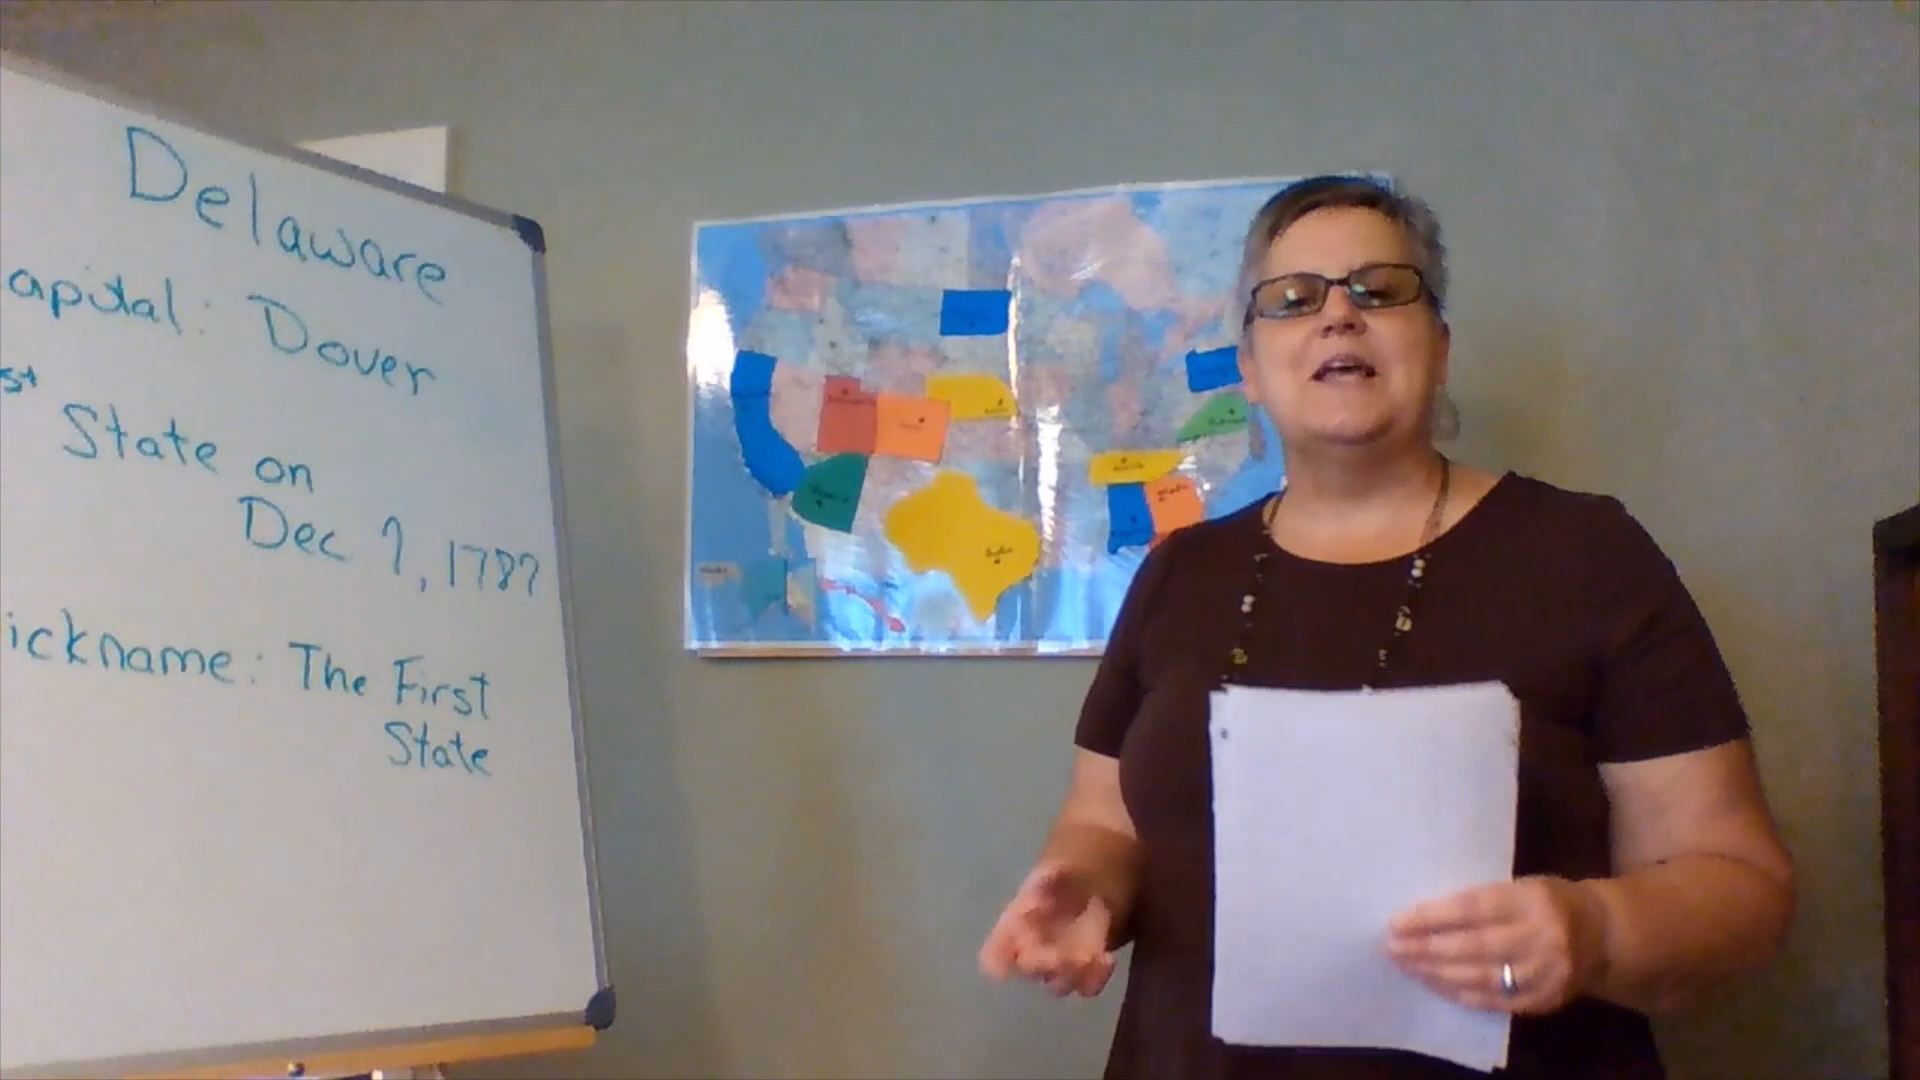 Delaware
apital: Dover
st
State on
Dec 7, 1787
ickname: The First
State